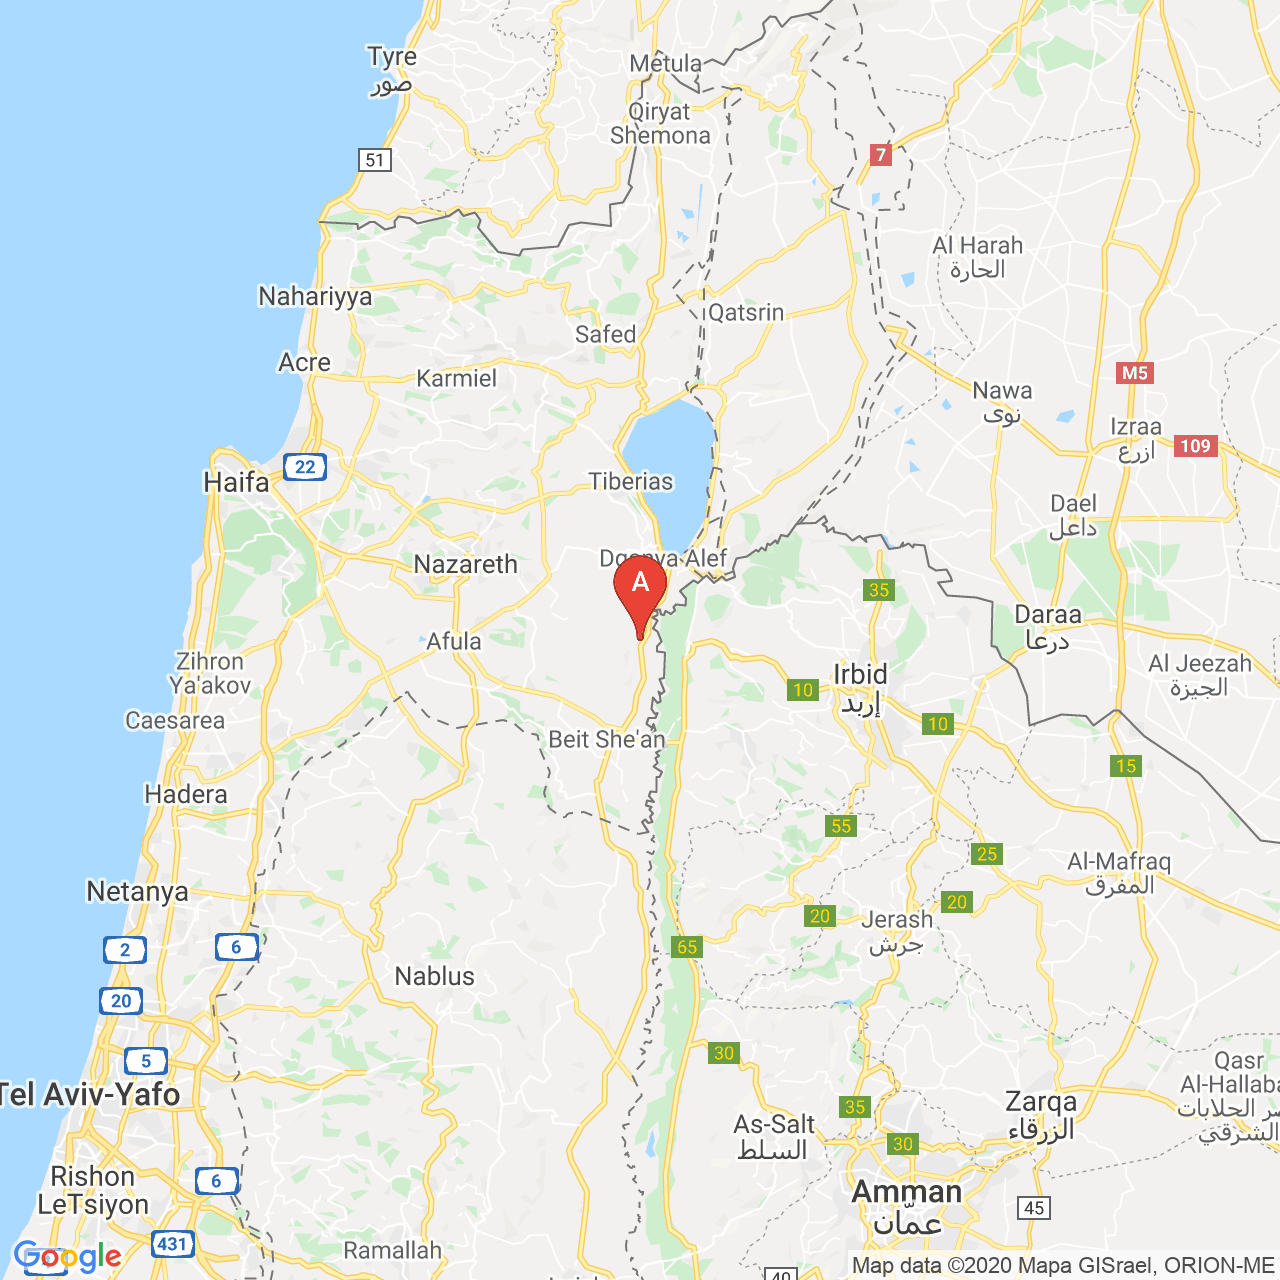 Tyre
صور
Metula
Qiryat
Shemona
51
7
Al Harah
الحارة
Nahariyya
Qatsrin
Safed
Acre
Karmiel
M5
Nawa
نوى
Izraa
ازرع
109
22
Haifa
Tiberias
Dael
داعل
Nazareth
Alef
A
35
Daraa
درعا
Afula
Zihron
Ya'akov
Irbid
إربد
Al Jeezah
الجيزة
10
Caesarea
10
Beit She'an
15
Hadera
55
25
Al-Mafraq
المفرق
Netanya
20
20
Jerash
جرش
2
6
65
Nablus
20
5
30
Qasr
Al-Hallaba
الشرقي
Tel Aviv-Yafo
35
Zarqa
الزرقاء
As-Salt
السلط
30
Rishon
LeTsiyon
6
Amman
عمّان
45
431
Ramallah
Google
Map data ©2020 Mapa GISrael, ORION-ME
40